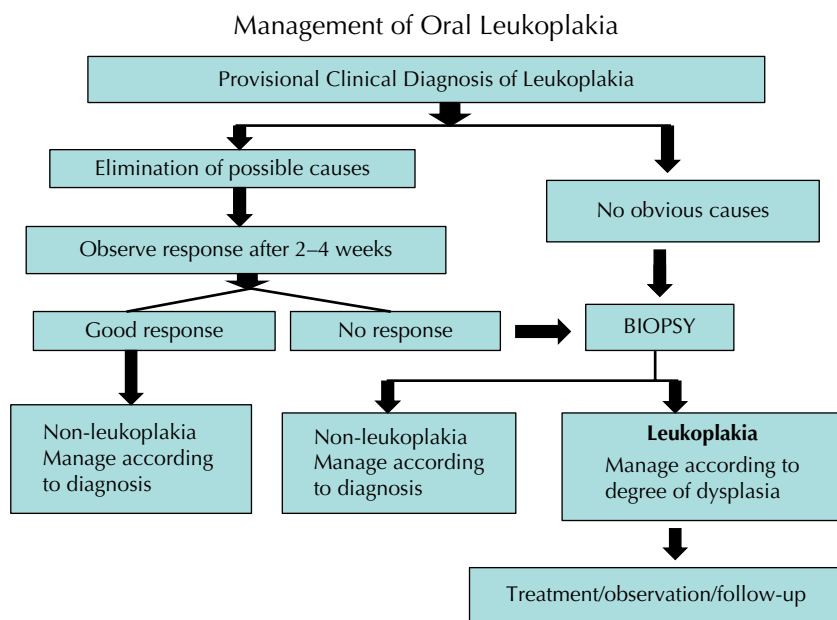 Management of Oral Leukoplakia
Provisional Clinical Diagnosis of Leukoplakia
Elimination of possible causes
No obvious causes
Observe response after 2–4 weeks
Good response
No response
BIOPSY
Non-leukoplakia
Manage according
to diagnosis
Non-leukoplakia
Manage according
to diagnosis
Leukoplakia
Manage according to
degree of dysplasia
Treatment/observation/follow-up